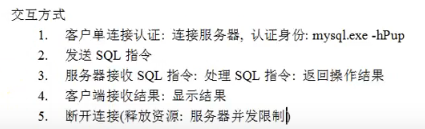 交互方式
1. 客户单连接认证: 连接服务器, 认证身份: mysql.exe -hPup
2. 发送 SQL 指令
3. 服务器接收 SQL 指令: 处理 SQL 指令: 返回操作结果
4. 客户端接收结果: 显示结果
5. 断开连接(释放资源: 服务器并发限制)